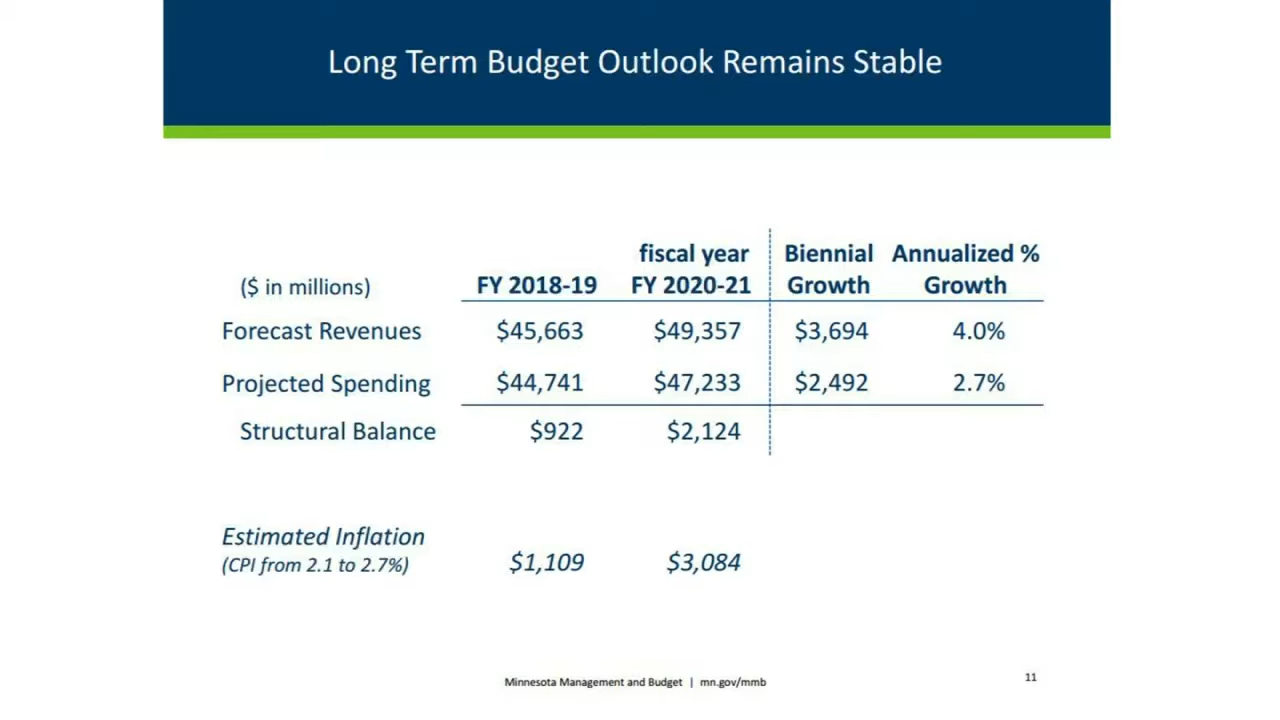 Long Term Budget Outlook Remains Stable
fiscal year Biennial Annualized %
($ in millions) FY 2018-19 FY 2020-21 Growth Growth
Forecast Revenues $45,663 $49,357 $3,694 4.0%
Projected Spending $44,741 $47,233 $2,492 2.7%
Structural Balance $922 $2,124
Estimated Inflation
(CPI from 2.1 to 2.7%) $1,109 $3,084
Minnesota Management and Budget | mn.gov/mmb
11